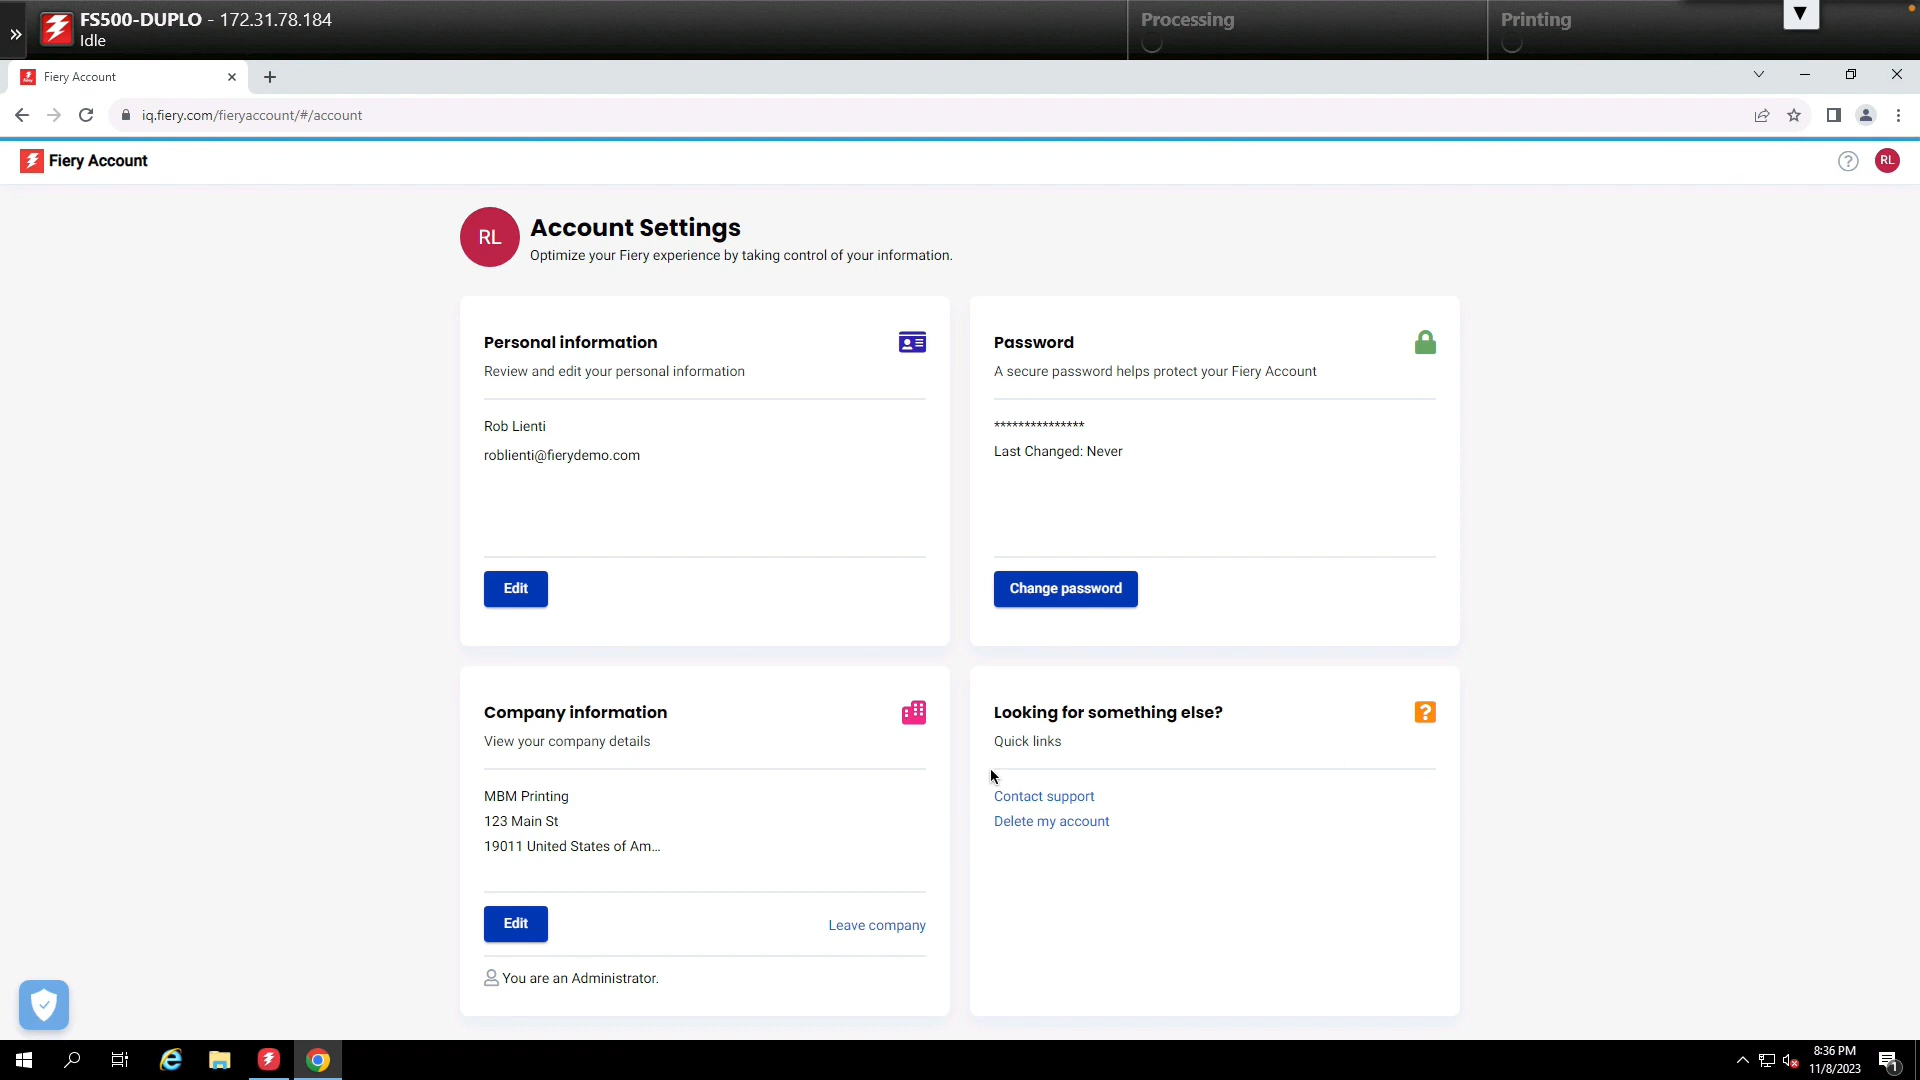 FS500-DUPLO - 172.31.78.184
Idle
Processing
Printing
Fiery Account
iq.fiery.com/fieryaccount/#/account
Fiery Account
RL
RL
Account Settings
Optimize your Fiery experience by taking control of your information.
Personal information
Review and edit your personal information
Rob Lienti
roblienti@fierydemo.com
Edit
Password
A secure password helps protect your Fiery Account
***************
Last Changed: Never
Change password
Company information
View your company details
MBM Printing
123 Main St
19011 United States of Am...
Edit
Leave company
You are an Administrator.
Looking for something else?
Quick links
Contact support
Delete my account
8:36 PM
11/8/2023
1